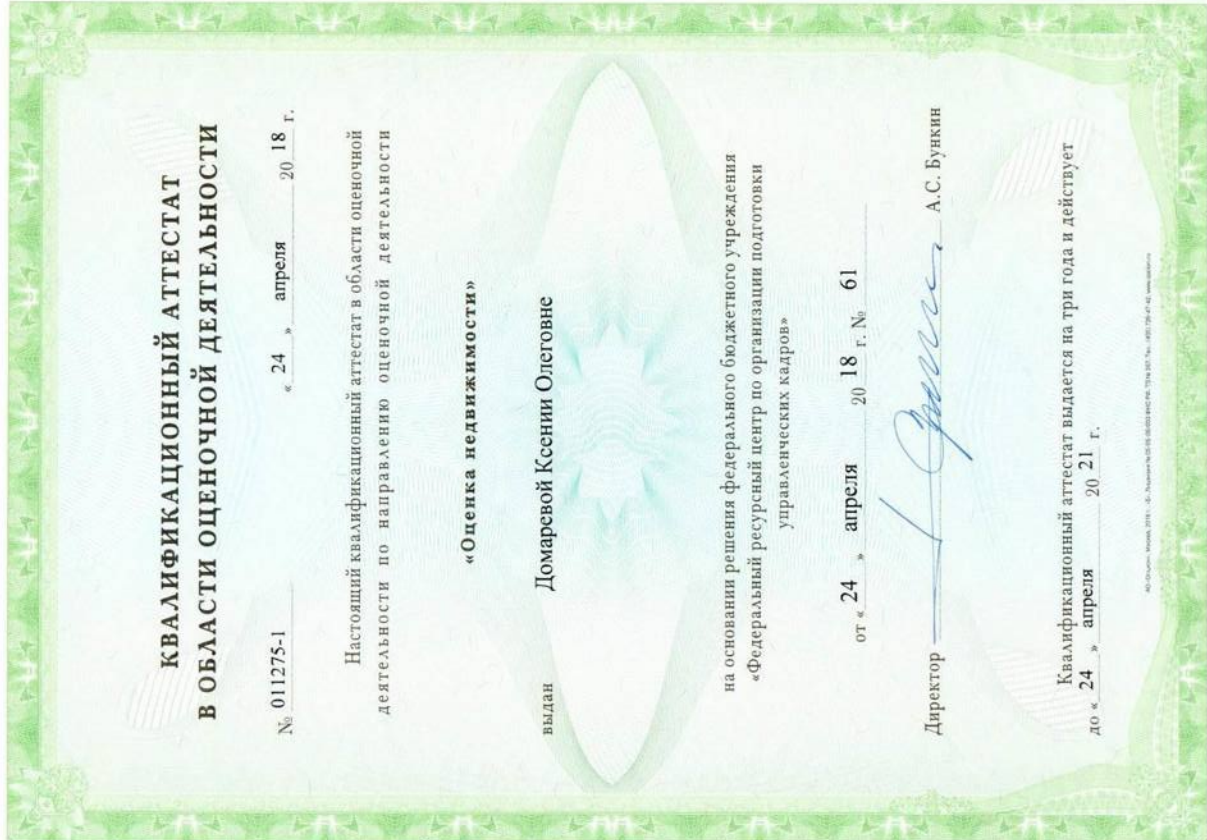 КВАЛИФИКАЦИОННЫЙ АТТЕСТАТ
В ОБЛАСТИ ОЦЕНОЧНОЙ ДЕЯТЕЛЬНОСТИ
№ 011275-1 « 24 » апреля 20 18 г.
Настоящий квалификационный аттестат в области оценочной
деятельности по направлению оценочной деятельности
«Оценка недвижимости»
выдан Домаревой Ксении Олеговне
на основании решения федерального бюджетного учреждения
«Федеральный ресурсный центр по организации подготовки
управленческих кадров»
от « 24 » апреля 20 18 г. № 61
Директор А.С. Бункин
Квалификационный аттестат выдается на три года и действует
до « 24 » апреля 20 21 г.